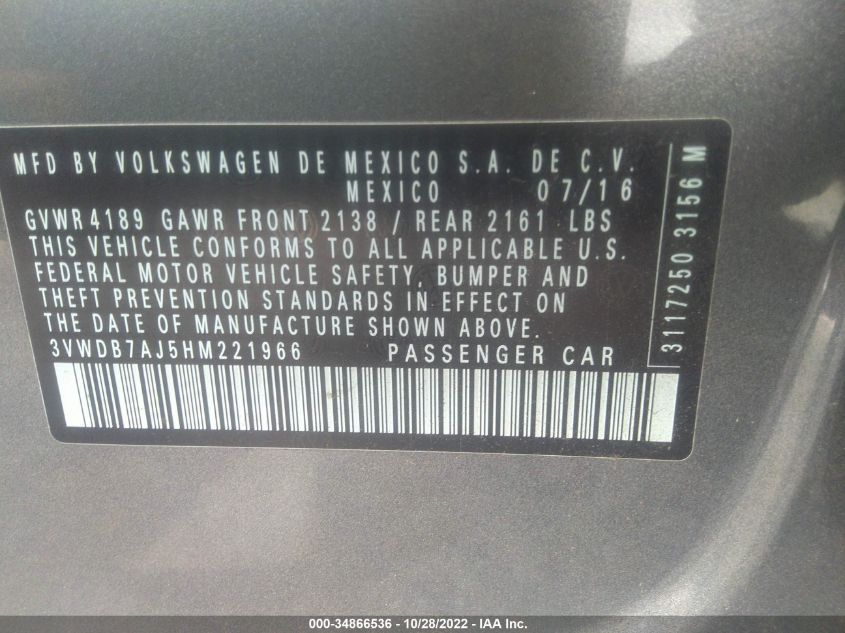 MFD BY VOLKSWAGEN DE MEXICO S.A. DE C.V.
MEXICO 07/16
GVWR 4189 GAWR FRONT 2138 / REAR 2161 LBS
THIS VEHICLE CONFORMS TO ALL APPLICABLE U.S.
FEDERAL MOTOR VEHICLE SAFETY, BUMPER AND
THEFT PREVENTION STANDARDS IN EFFECT ON
THE DATE OF MANUFACTURE SHOWN ABOVE.
3VWDB7AJ5HM221966 PASSENGER CAR
3117250 3156 M
000-34866536 - 10/28/2022 - IAA Inc.